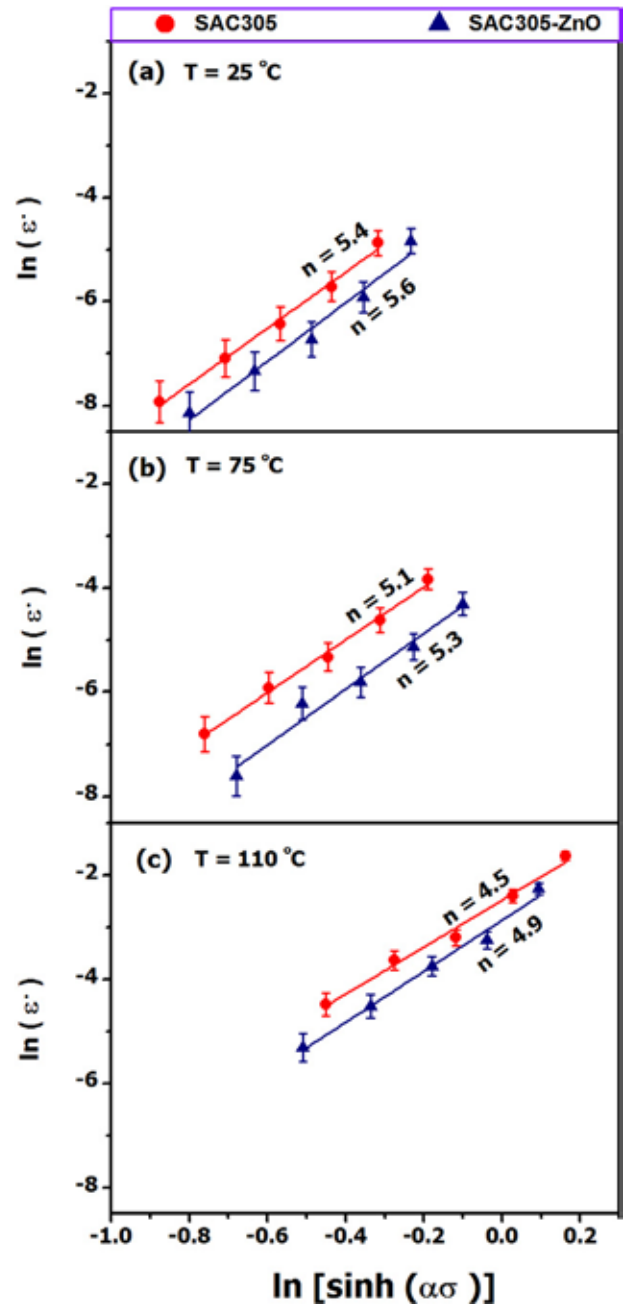 SAC305 SAC305-ZnO
(a) T = 25 °C
-2
-4
-6
-8
ln ( ε· )
n = 5.4
n = 5.6
(b) T = 75 °C
-2
-4
-6
-8
ln ( ε· )
n = 5.1
n = 5.3
(c) T = 110 °C
-2
-4
-6
-8
ln ( ε· )
n = 4.5
n = 4.9
-1.0 -0.8 -0.6 -0.4 -0.2 0.0 0.2
ln [sinh (ασ )]